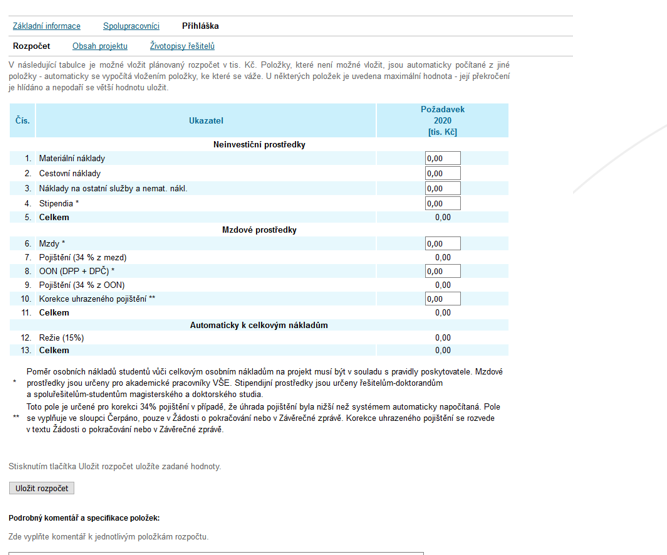 Základní informace Spolupracovníci Přihláška
Rozpočet Obsah projektu Životopisy řešitelů
V následující tabulce je možné vložit plánovaný rozpočet v tis. Kč. Položky, které není možné vložit, jsou automaticky počítané z jiné
položky - automaticky se vypočítá vložením položky, ke které se váže. U některých položek je uvedena maximální hodnota - její překročení
je hlídáno a nepodaří se větší hodnotu uložit.
Čís. Ukazatel Požadavek
2020
[tis. Kč]
Neinvestiční prostředky
1. Materiální náklady 0,00
2. Cestovní náklady 0,00
3. Náklady na ostatní služby a nemat. nákl. 0,00
4. Stipendia * 0,00
5. Celkem 0,00
Mzdové prostředky
6. Mzdy * 0,00
7. Pojištění (34 % z mezd) 0,00
8. OON (DPP + DPČ) * 0,00
9. Pojištění (34 % z OON) 0,00
10. Korekce uhrazeného pojištění ** 0,00
11. Celkem 0,00
Automaticky k celkovým nákladům
12. Režie (15%) 0,00
13. Celkem 0,00
Poměr osobních nákladů studentů vůči celkovým osobním nákladům na projekt musí být v souladu s pravidly poskytovatele. Mzdové
* prostředky jsou určeny pro akademické pracovníky VŠE. Stipendijní prostředky jsou určeny řešitelům-doktorandům
a spoluřešitelům-studentům magisterského a doktorského studia.
Toto pole je určené pro korekci 34% pojištění v případě, že úhrada pojištění byla nižší než systémem automaticky napočítaná. Pole
** se vyplňuje ve sloupci Čerpáno, pouze v Žádosti o pokračování nebo v Závěrečné zprávě. Korekce uhrazeného pojištění se rozvede
v textu Žádosti o pokračování nebo v Závěrečné zprávě.
Stisknutím tlačítka Uložit rozpočet uložíte zadané hodnoty.
Uložit rozpočet
Podrobný komentář a specifikace položek:
Zde vyplňte komentář k jednotlivým položkám rozpočtu.